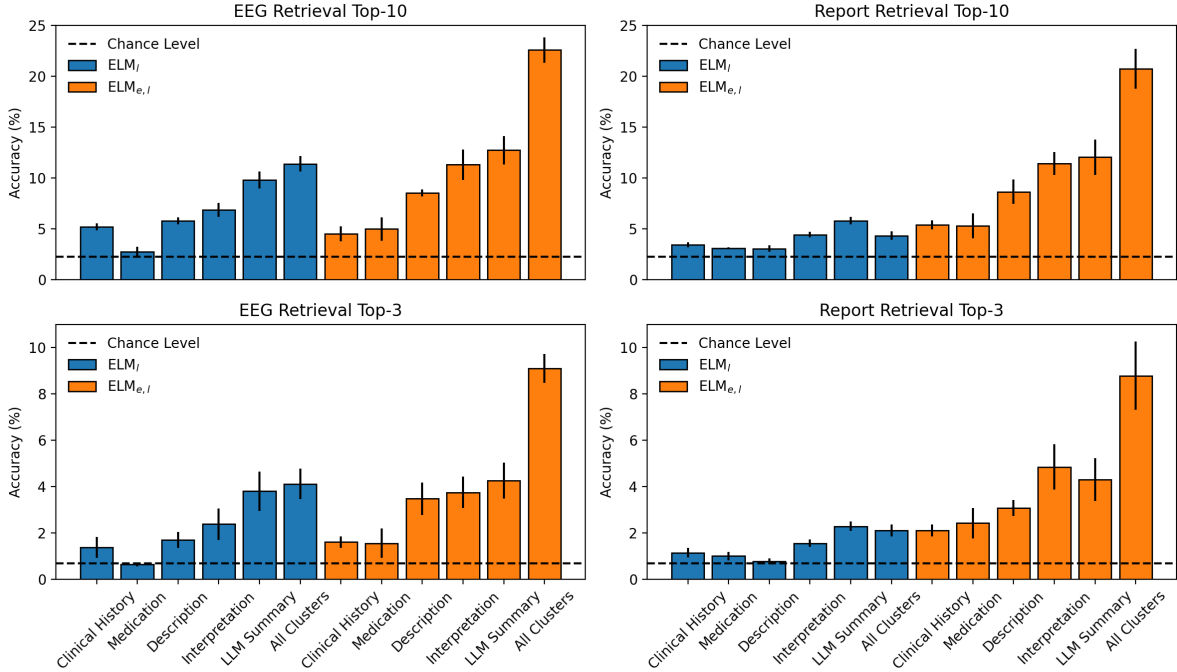 EEG Retrieval Top-10
Accuracy (%)
25
20
15
10
5
0
Chance Level
ELM_l
ELM_{e,l}
Report Retrieval Top-10
Accuracy (%)
25
20
15
10
5
0
Chance Level
ELM_l
ELM_{e,l}
EEG Retrieval Top-3
Accuracy (%)
10
8
6
4
2
0
Chance Level
ELM_l
ELM_{e,l}
Clinical History
Medication
Description
Interpretation
LLM Summary
All Clusters
Clinical History
Medication
Description
Interpretation
LLM Summary
All Clusters
Report Retrieval Top-3
Accuracy (%)
10
8
6
4
2
0
Chance Level
ELM_l
ELM_{e,l}
Clinical History
Medication
Description
Interpretation
LLM Summary
All Clusters
Clinical History
Medication
Description
Interpretation
LLM Summary
All Clusters